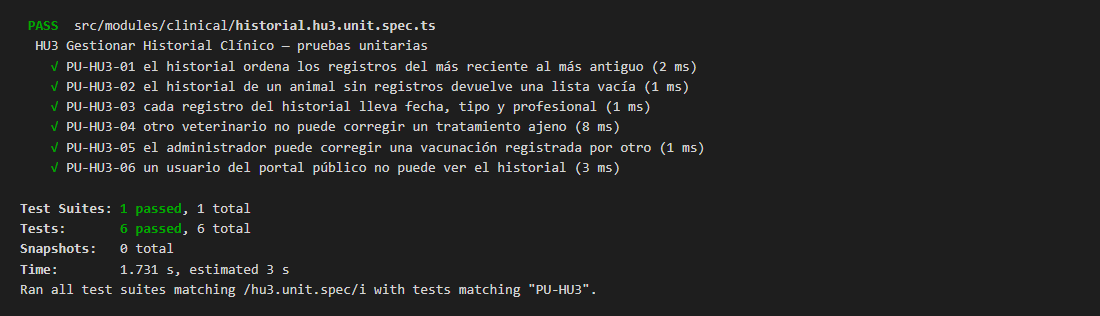 PASS src/modules/clinical/historial.hu3.unit.spec.ts
HU3 Gestionar Historial Clínico – pruebas unitarias
√ PU-HU3-01 el historial ordena los registros del más reciente al más antiguo (2 ms)
√ PU-HU3-02 el historial de un animal sin registros devuelve una lista vacía (1 ms)
√ PU-HU3-03 cada registro del historial lleva fecha, tipo y profesional (1 ms)
√ PU-HU3-04 otro veterinario no puede corregir un tratamiento ajeno (8 ms)
√ PU-HU3-05 el administrador puede corregir una vacunación registrada por otro (1 ms)
√ PU-HU3-06 un usuario del portal público no puede ver el historial (3 ms)
Test Suites: 1 passed, 1 total
Tests: 6 passed, 6 total
Snapshots: 0 total
Time: 1.731 s, estimated 3 s
Ran all test suites matching /hu3.unit.spec/i with tests matching "PU-HU3".